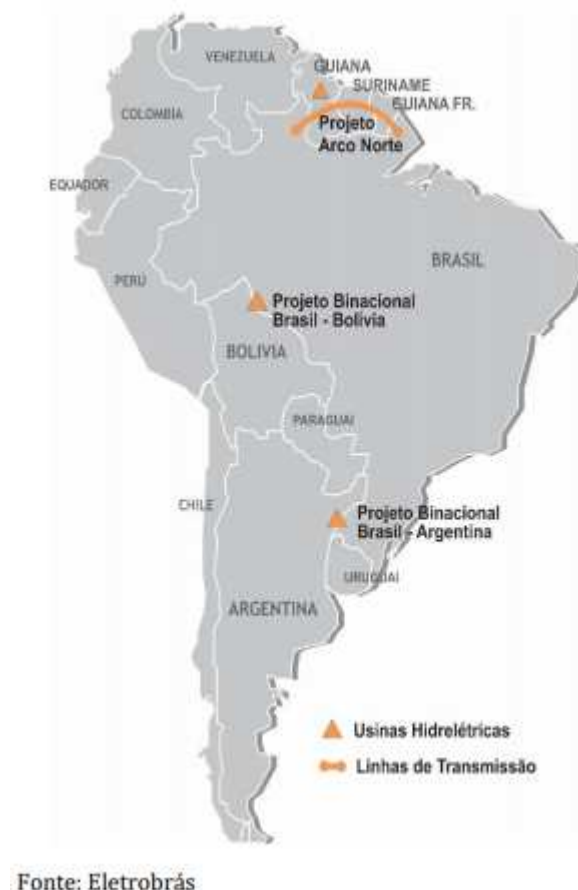 VENEZUELA
GUIANA
SURINAME
GUIANA FR.
COLOMBIA
Projeto
Arco Norte
EQUADOR
BRASIL
PERU
Projeto Binacional
Brasil - Bolivia
BOLIVIA
PARAGUAI
CHILE
Projeto Binacional
Brasil - Argentina
URUGUAI
ARGENTINA
Usinas Hidrelétricas
Linhas de Transmissão
Fonte: Eletrobrás